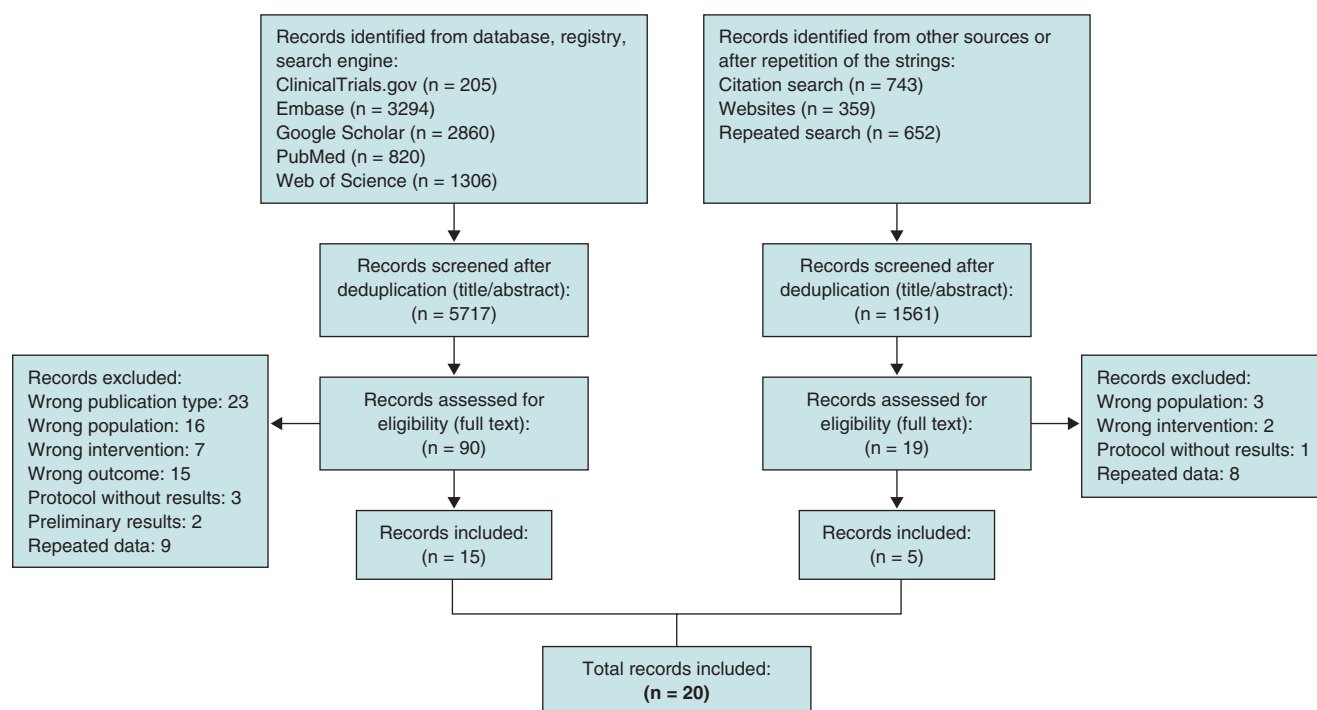 Records identified from database, registry,
search engine:
ClinicalTrials.gov (n = 205)
Embase (n = 3294)
Google Scholar (n = 2860)
PubMed (n = 820)
Web of Science (n = 1306)
Records identified from other sources or
after repetition of the strings:
Citation search (n = 743)
Websites (n = 359)
Repeated search (n = 652)
Records screened after
deduplication (title/abstract):
(n = 5717)
Records screened after
deduplication (title/abstract):
(n = 1561)
Records excluded:
Wrong publication type: 23
Wrong population: 16
Wrong intervention: 7
Wrong outcome: 15
Protocol without results: 3
Preliminary results: 2
Repeated data: 9
Records assessed for
eligibility (full text):
(n = 90)
Records assessed for
eligibility (full text):
(n = 19)
Records excluded:
Wrong population: 3
Wrong intervention: 2
Protocol without results: 1
Repeated data: 8
Records included:
(n = 15)
Records included:
(n = 5)
Total records included:
(n = 20)